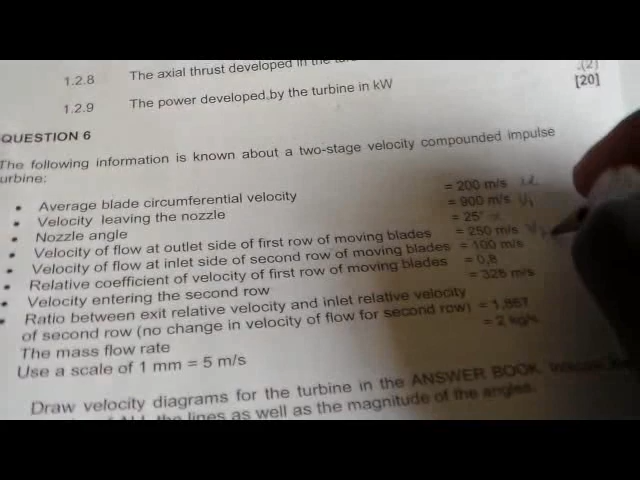 1.2.8 The axial thrust developed in the
.(2)
1.2.9 The power developed by the turbine in kW
[20]
QUESTION 6
The following information is known about a two-stage velocity compounded impulse
urbine:
• Average blade circumferential velocity = 200 m/s u
• Velocity leaving the nozzle = 900 m/s V1
• Nozzle angle = 25°
• Velocity of flow at outlet side of first row of moving blades = 250 m/s
• Velocity of flow at inlet side of second row of moving blades = 100 m/s
• Relative coefficient of velocity of first row of moving blades = 0,8
• Velocity entering the second row = 326 m/s
• Ratio between exit relative velocity and inlet relative velocity
of second row (no change in velocity of flow for second row) = 1,857
The mass flow rate = 2 kg/s
Use a scale of 1 mm = 5 m/s
Draw velocity diagrams for the turbine in the ANSWER BOOK
ALL the lines as well as the magnitude of the angles.